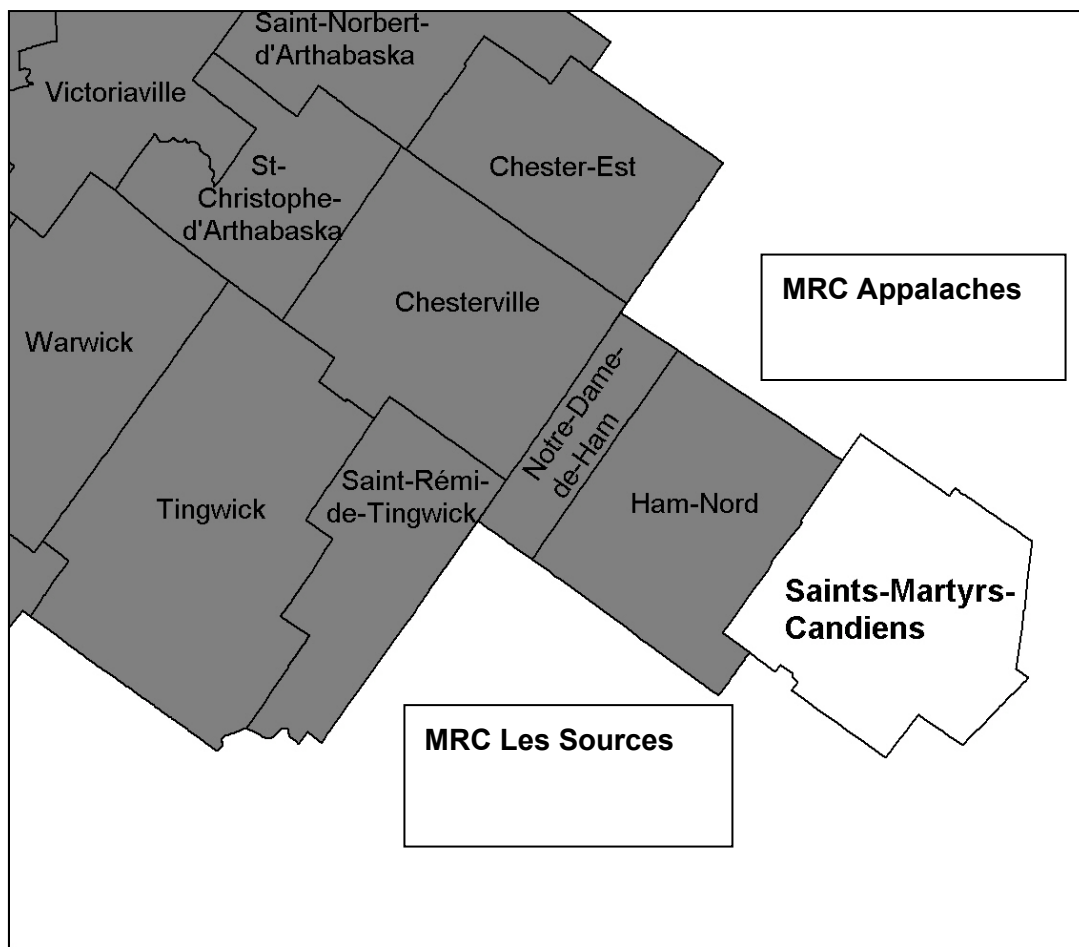 Saint-Norbert-
d'Arthabaska
Victoriaville
St-
Christophe-
d'Arthabaska
Chester-Est
MRC Appalaches
Chesterville
Warwick
Notre-Dame-
de-Ham
Saint-Rémi-
de-Tingwick
Tingwick
Ham-Nord
Saints-Martyrs-
Candiens
MRC Les Sources